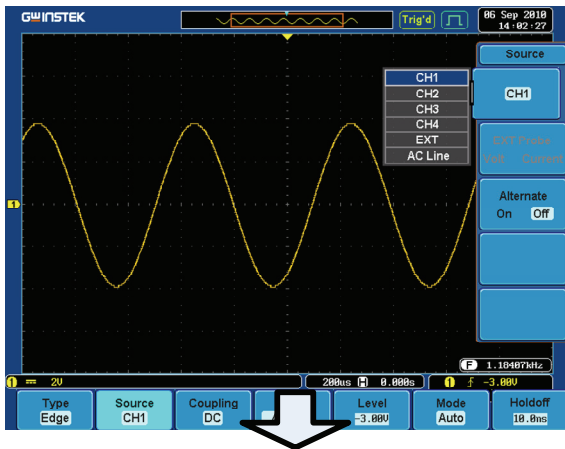 GWINSTEK
Trig'd
06 Sep 2010
14:02:27
Source
CH1
CH2
CH3
CH4
EXT
AC Line
CH1
EXT Probe
Volt Current
Alternate
On Off
1
F 1.18407kHz
1 2V
200us H 0.000s
1 -3.00V
Type
Edge
Source
CH1
Coupling
DC
Level
-3.00V
Mode
Auto
Holdoff
10.0ns